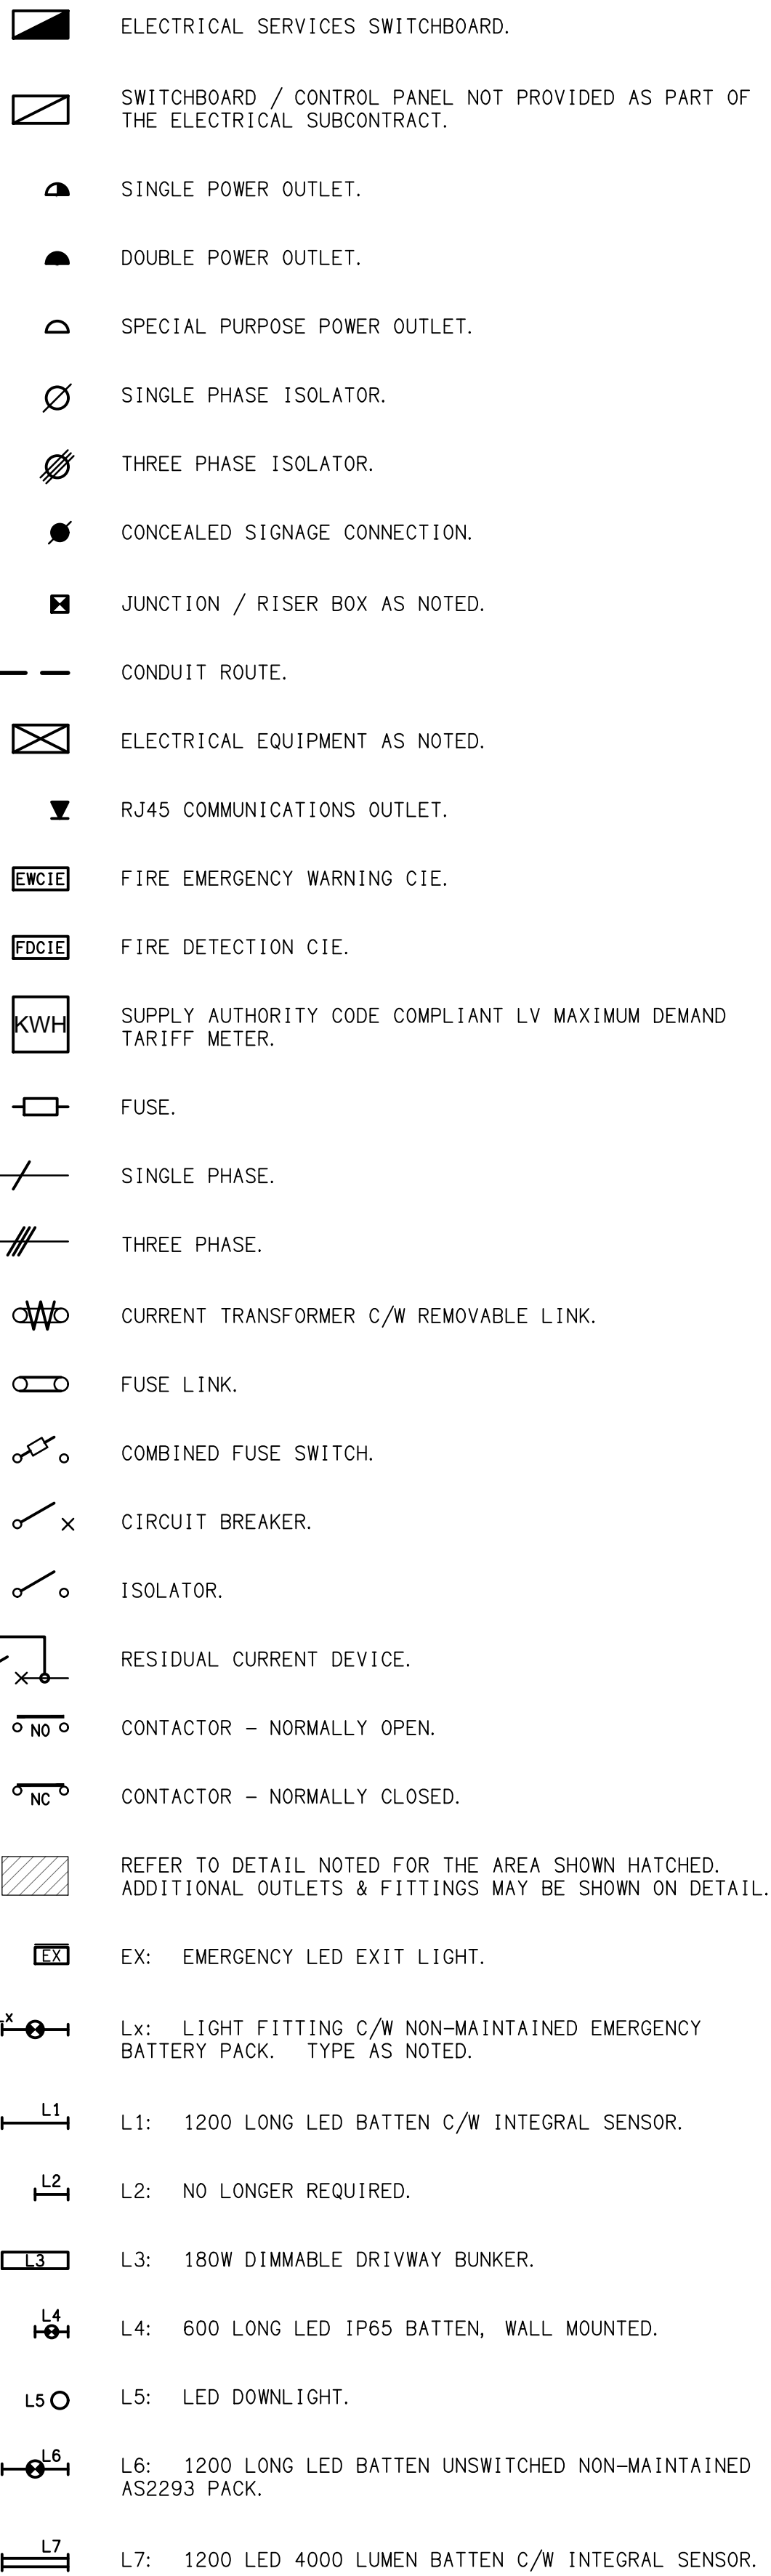 ELECTRICAL SERVICES SWITCHBOARD.
SWITCHBOARD / CONTROL PANEL NOT PROVIDED AS PART OF
THE ELECTRICAL SUBCONTRACT.
SINGLE POWER OUTLET.
DOUBLE POWER OUTLET.
SPECIAL PURPOSE POWER OUTLET.
SINGLE PHASE ISOLATOR.
THREE PHASE ISOLATOR.
CONCEALED SIGNAGE CONNECTION.
JUNCTION / RISER BOX AS NOTED.
CONDUIT ROUTE.
ELECTRICAL EQUIPMENT AS NOTED.
RJ45 COMMUNICATIONS OUTLET.
EWCIE FIRE EMERGENCY WARNING CIE.
FDCIE FIRE DETECTION CIE.
KWH SUPPLY AUTHORITY CODE COMPLIANT LV MAXIMUM DEMAND
TARIFF METER.
FUSE.
SINGLE PHASE.
THREE PHASE.
CURRENT TRANSFORMER C/W REMOVABLE LINK.
FUSE LINK.
COMBINED FUSE SWITCH.
CIRCUIT BREAKER.
ISOLATOR.
RESIDUAL CURRENT DEVICE.
NO CONTACTOR - NORMALLY OPEN.
NC CONTACTOR - NORMALLY CLOSED.
REFER TO DETAIL NOTED FOR THE AREA SHOWN HATCHED.
ADDITIONAL OUTLETS & FITTINGS MAY BE SHOWN ON DETAIL.
EX EX: EMERGENCY LED EXIT LIGHT.
Lx Lx: LIGHT FITTING C/W NON-MAINTAINED EMERGENCY
BATTERY PACK. TYPE AS NOTED.
L1 L1: 1200 LONG LED BATTEN C/W INTEGRAL SENSOR.
L2 L2: NO LONGER REQUIRED.
L3 L3: 180W DIMMABLE DRIVWAY BUNKER.
L4 L4: 600 LONG LED IP65 BATTEN, WALL MOUNTED.
L5 L5: LED DOWNLIGHT.
L6 L6: 1200 LONG LED BATTEN UNSWITCHED NON-MAINTAINED
AS2293 PACK.
L7 L7: 1200 LED 4000 LUMEN BATTEN C/W INTEGRAL SENSOR.